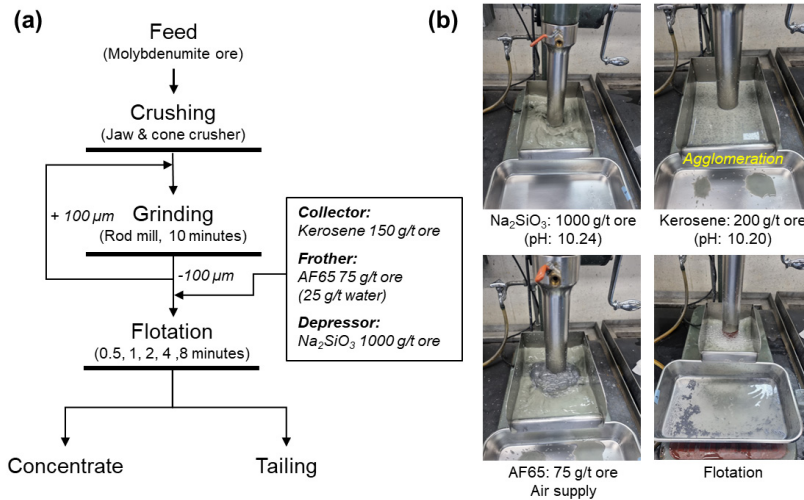 (a)
Feed
(Molybdenumite ore)
Crushing
(Jaw & cone crusher)
+ 100 µm
Grinding
(Rod mill, 10 minutes)
-100 µm
Collector:
Kerosene 150 g/t ore
Frother:
AF65 75 g/t ore
(25 g/t water)
Depressor:
Na₂SiO₃ 1000 g/t ore
Flotation
(0.5, 1, 2, 4 ,8 minutes)
Concentrate
Tailing
(b)
Agglomeration
Na₂SiO₃: 1000 g/t ore
(pH: 10.24)
Kerosene: 200 g/t ore
(pH: 10.20)
AF65: 75 g/t ore
Air supply
Flotation